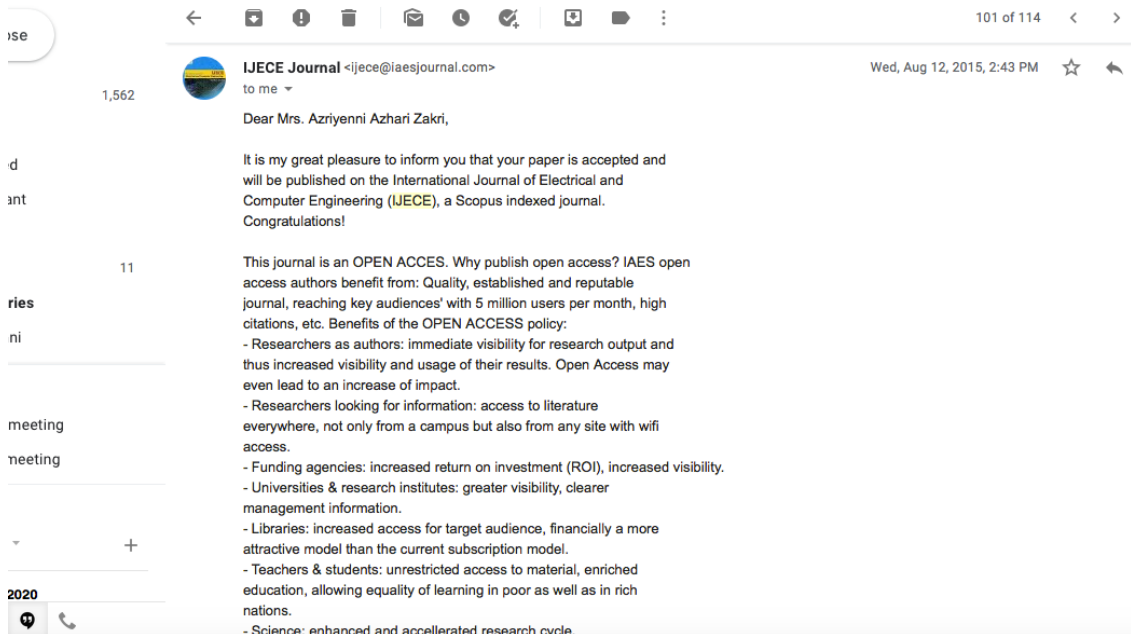 ose
101 of 114
IJECE Journal <ijece@iaesjournal.com>
Wed, Aug 12, 2015, 2:43 PM
to me
1,562
Dear Mrs. Azriyenni Azhari Zakri,
It is my great pleasure to inform you that your paper is accepted and
will be published on the International Journal of Electrical and
Computer Engineering (IJECE), a Scopus indexed journal.
Congratulations!
ed
ant
This journal is an OPEN ACCES. Why publish open access? IAES open
access authors benefit from: Quality, established and reputable
journal, reaching key audiences' with 5 million users per month, high
citations, etc. Benefits of the OPEN ACCESS policy:
- Researchers as authors: immediate visibility for research output and
thus increased visibility and usage of their results. Open Access may
even lead to an increase of impact.
- Researchers looking for information: access to literature
everywhere, not only from a campus but also from any site with wifi
access.
- Funding agencies: increased return on investment (ROI), increased visibility.
- Universities & research institutes: greater visibility, clearer
management information.
- Libraries: increased access for target audience, financially a more
attractive model than the current subscription model.
- Teachers & students: unrestricted access to material, enriched
education, allowing equality of learning in poor as well as in rich
nations.
- Science: enhanced and accellerated research cycle.
11
ries
ni
meeting
meeting
2020